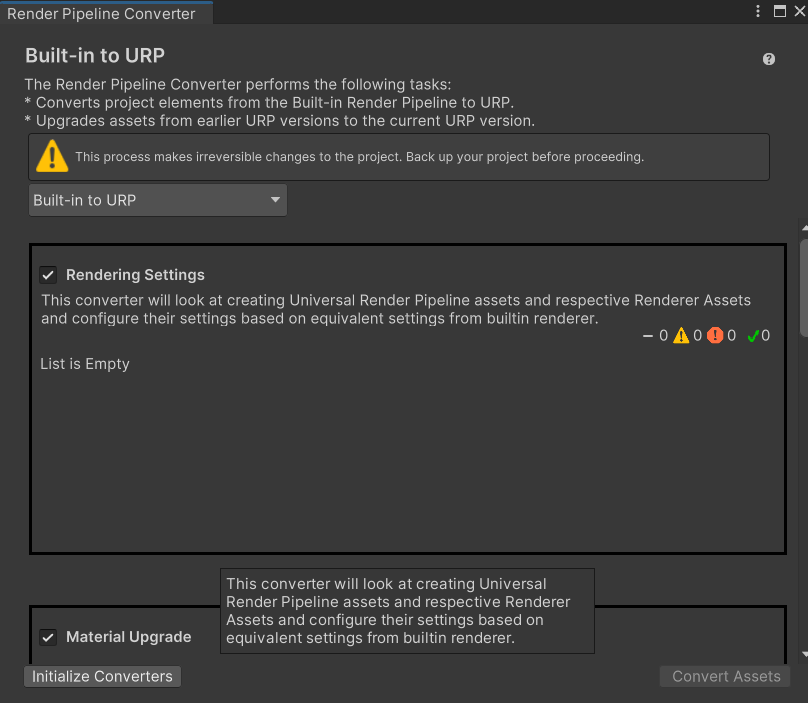 Render Pipeline Converter
Built-in to URP
The Render Pipeline Converter performs the following tasks:
* Converts project elements from the Built-in Render Pipeline to URP.
* Upgrades assets from earlier URP versions to the current URP version.
This process makes irreversible changes to the project. Back up your project before proceeding.
Built-in to URP
Rendering Settings
This converter will look at creating Universal Render Pipeline assets and respective Renderer Assets
and configure their settings based on equivalent settings from builtin renderer.
0 0 0 0
List is Empty
This converter will look at creating Universal
Render Pipeline assets and respective Renderer
Assets and configure their settings based on
equivalent settings from builtin renderer.
Material Upgrade
Initialize Converters
Convert Assets